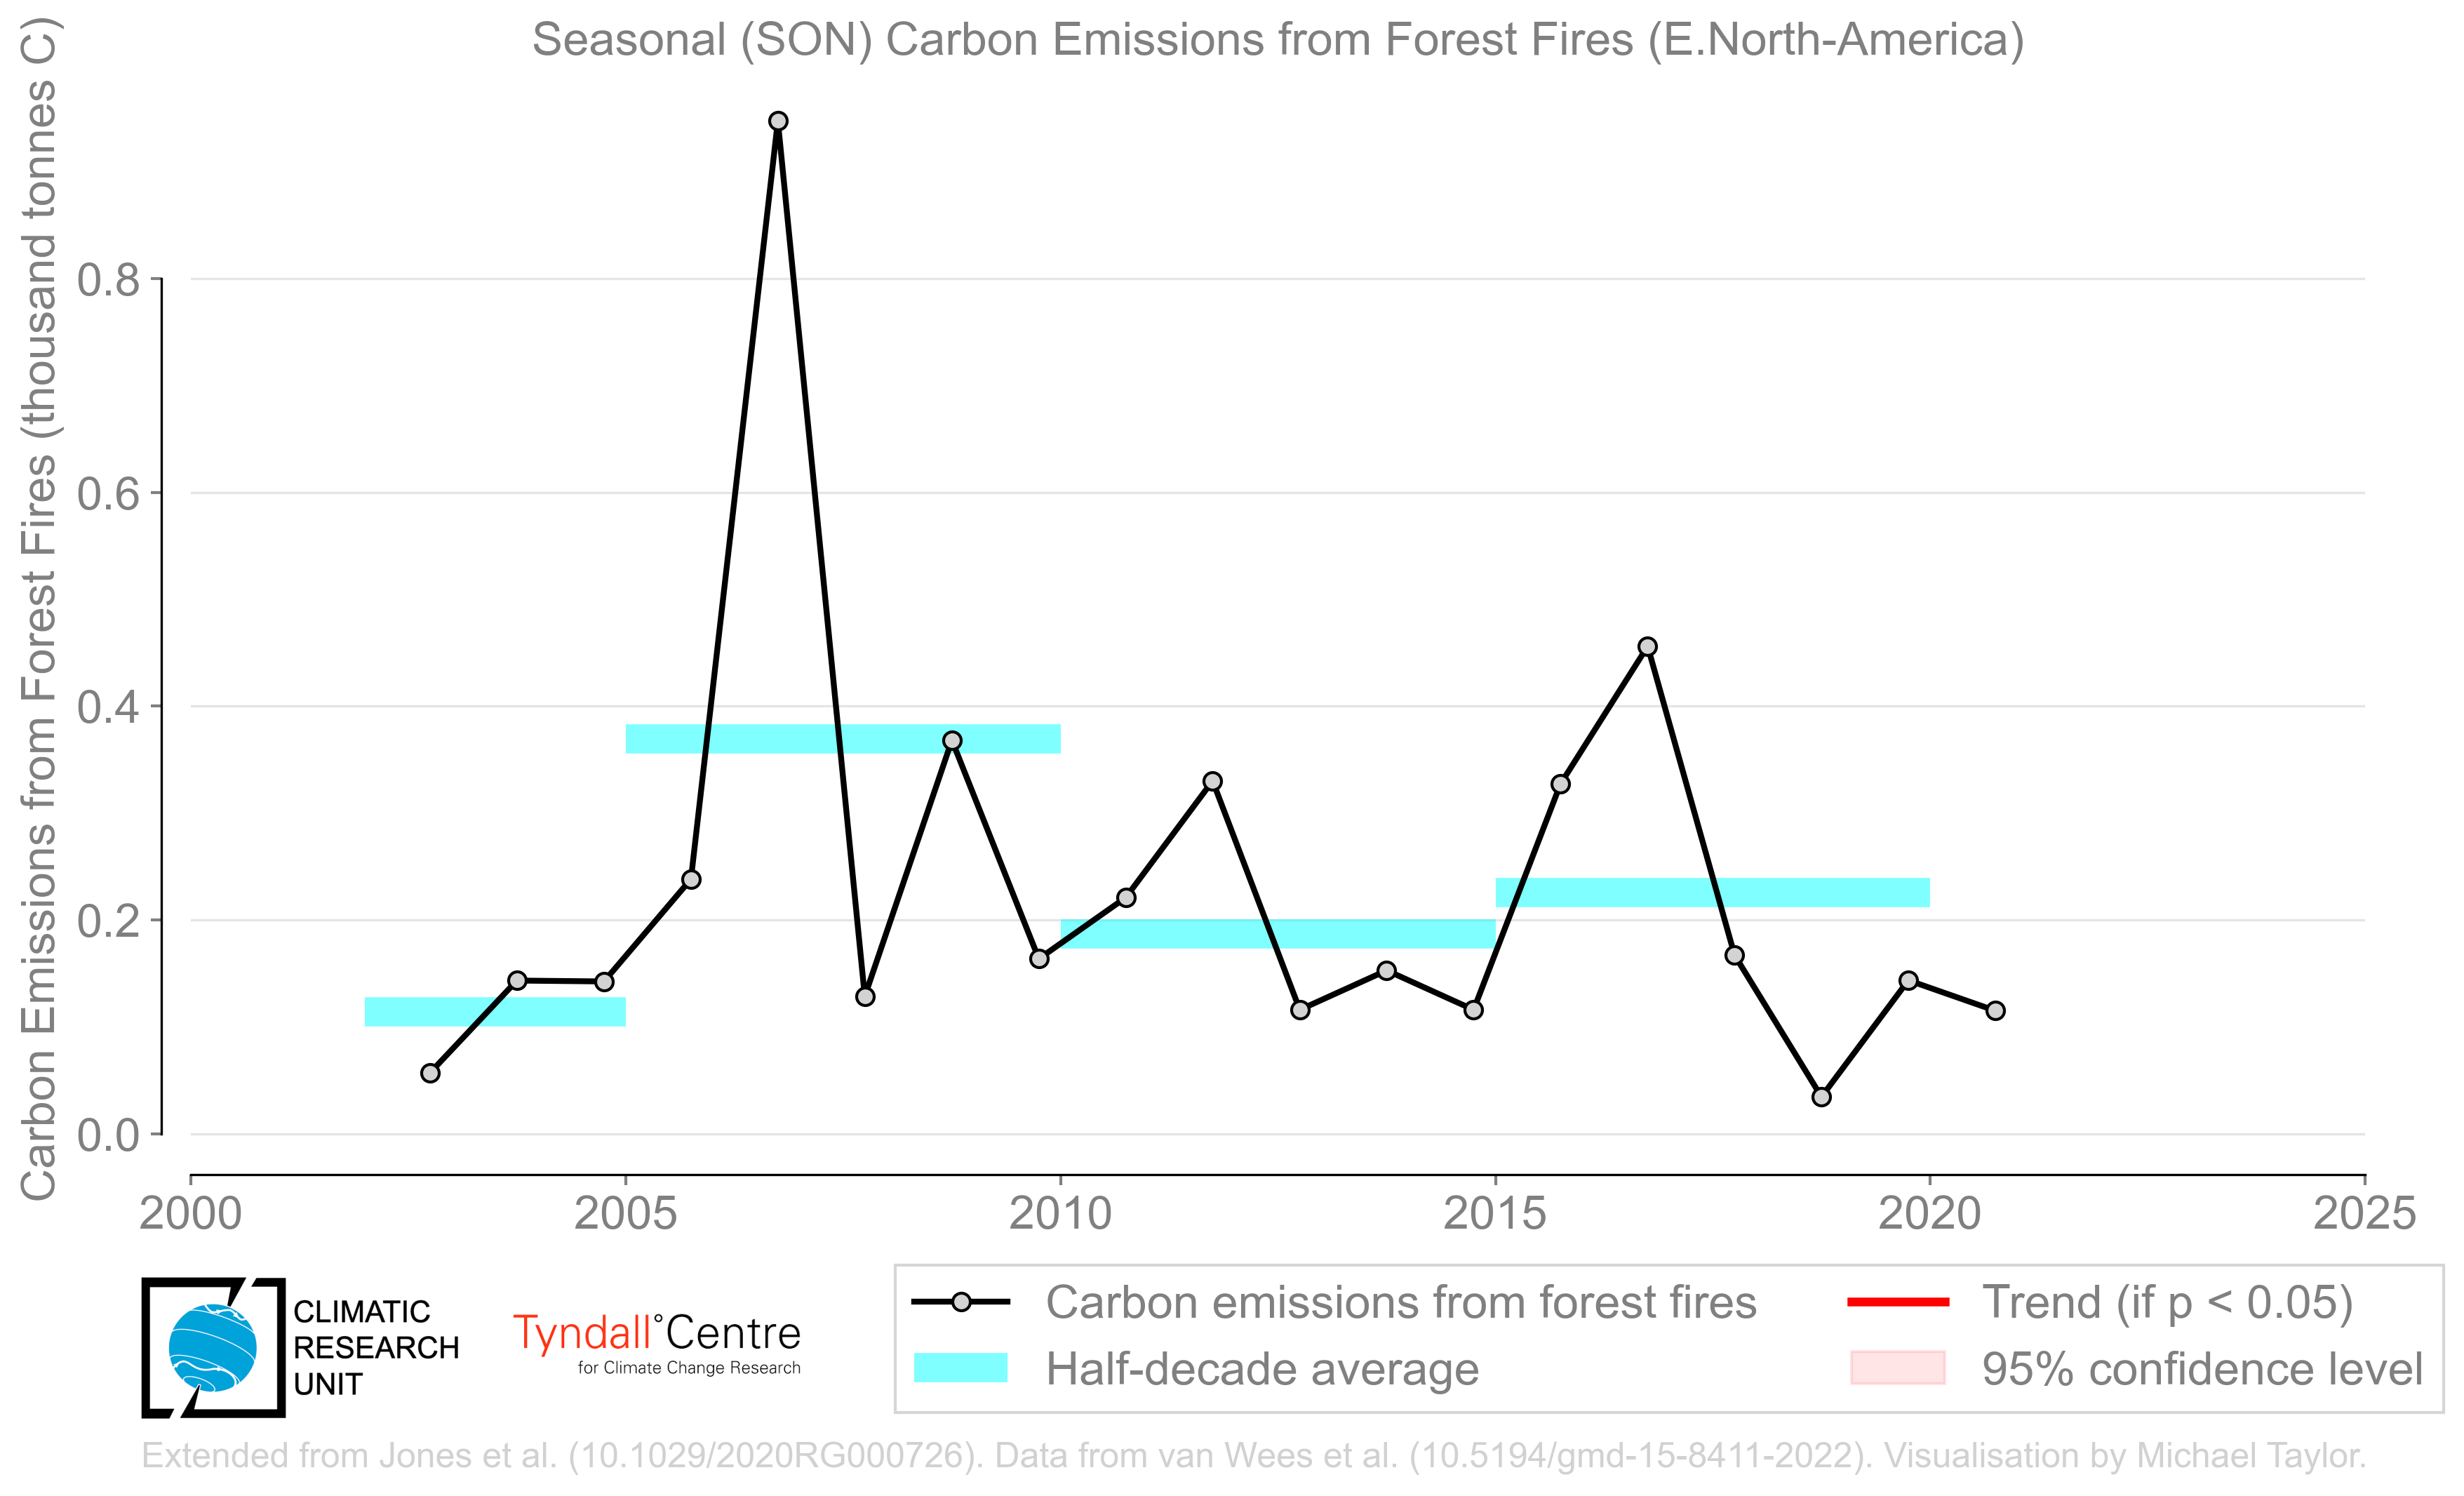 Seasonal (SON) Carbon Emissions from Forest Fires (E.North-America)
Carbon Emissions from Forest Fires (thousand tonnes C)
0.8
0.6
0.4
0.2
0.0
2000 2005 2010 2015 2020 2025
CLIMATIC
RESEARCH
UNIT
Tyndall°Centre
for Climate Change Research
Carbon emissions from forest fires
Half-decade average
Trend (if p < 0.05)
95% confidence level
Extended from Jones et al. (10.1029/2020RG000726). Data from van Wees et al. (10.5194/gmd-15-8411-2022). Visualisation by Michael Taylor.